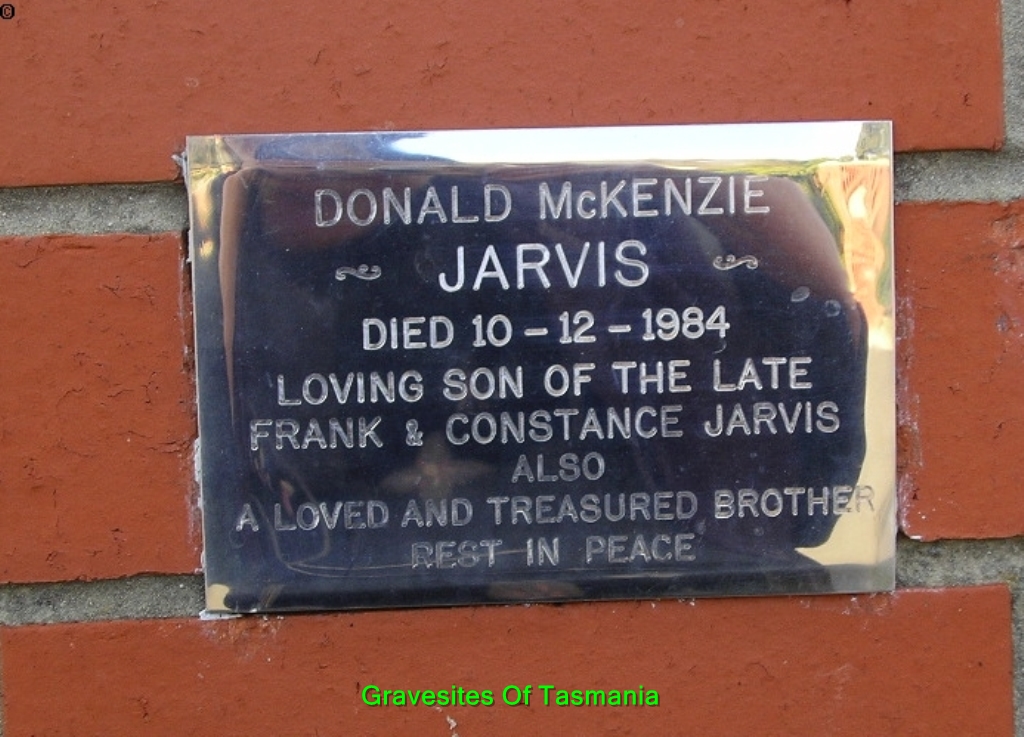 ©
DONALD McKENZIE
JARVIS
DIED 10 - 12 - 1984
LOVING SON OF THE LATE
FRANK & CONSTANCE JARVIS
ALSO
A LOVED AND TREASURED BROTHER
REST IN PEACE
Gravesites Of Tasmania